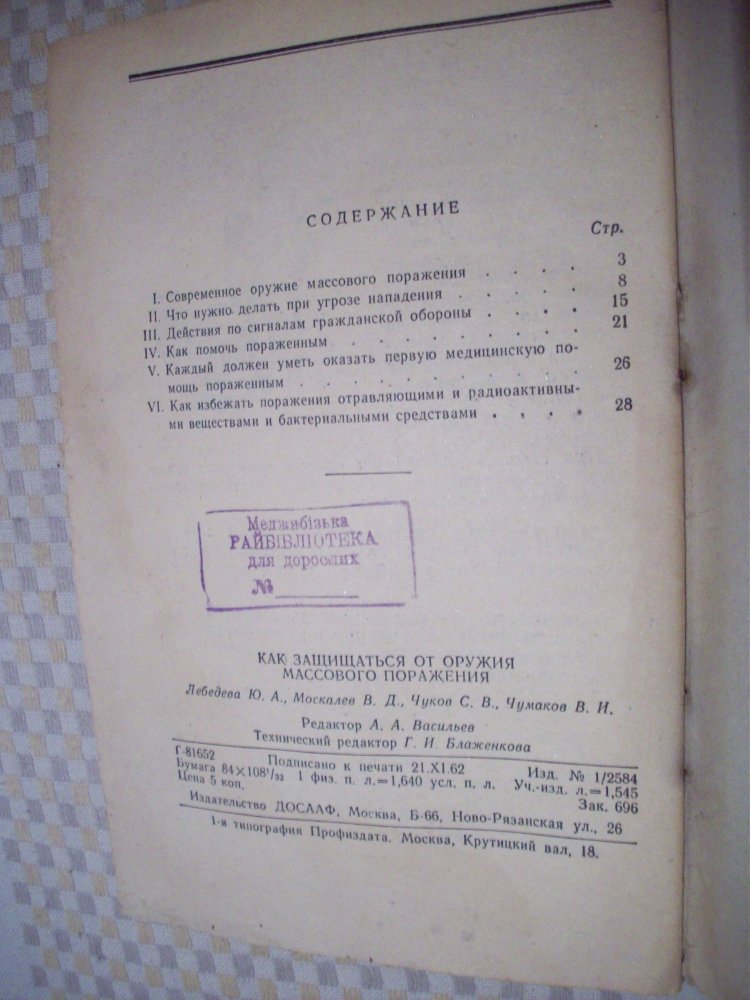 СОДЕРЖАНИЕ
Стр.
I. Современное оружие массового поражения . . . . 3
II. Что нужно делать при угрозе нападения . . . . 8
III. Действия по сигналам гражданской обороны . . . . 15
IV. Как помочь пораженным . . . . . . . . 21
V. Каждый должен уметь оказать первую медицинскую по-
мощь пораженным . . . . . . . . . 26
VI. Как избежать поражения отравляющими и радиоактивны-
ми веществами и бактериальными средствами . . . . 28
Меджибізька
РАЙБІБЛІОТЕКА
для дорослих
№
КАК ЗАЩИЩАТЬСЯ ОТ ОРУЖИЯ
МАССОВОГО ПОРАЖЕНИЯ
Лебедева Ю. А., Москалев В. Д., Чуков С. В., Чумаков В. И.
Редактор А. А. Васильев
Технический редактор Г. И. Блаженкова
Г-81652 Подписано к печати 21.XI.62 Изд. № 1/2584
Бумага 84×108¹/₃₂ 1 физ. п. л.=1,640 усл. п. л. Уч.-изд. л.=1,545
Цена 5 коп. Зак. 696
Издательство ДОСААФ, Москва, Б-66, Ново-Рязанская ул., 26
1-я типография Профиздата. Москва, Крутицкий вал, 18.